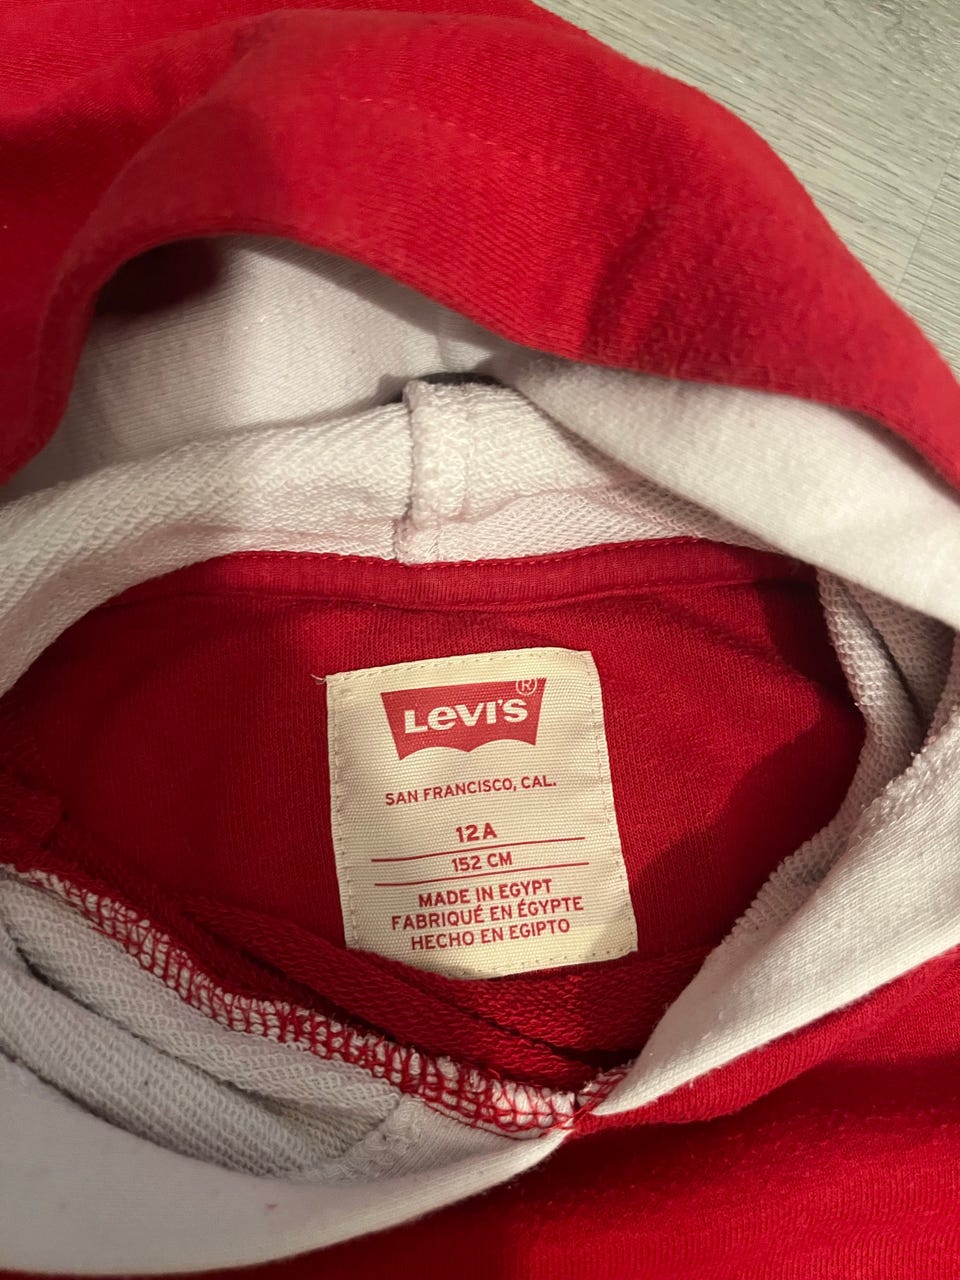 LEVI'S ®
SAN FRANCISCO, CAL.
12A
152 CM
MADE IN EGYPT
FABRIQUÉ EN ÉGYPTE
HECHO EN EGIPTO